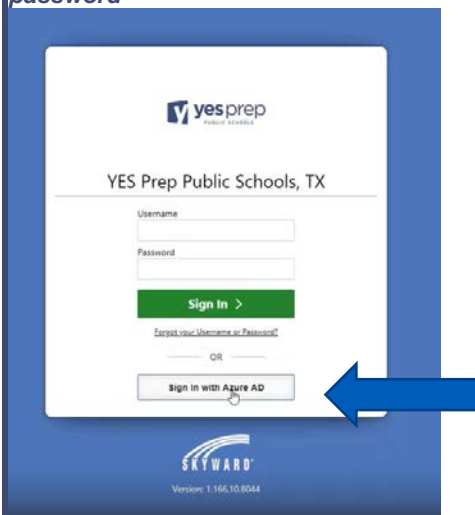 password
yesprep
PUBLIC SCHOOLS
YES Prep Public Schools, TX
Username
Password
Sign In >
Forgot your Username or Password?
OR
Sign In with Azure AD
SKYWARD
Version: 1.166.10.8044